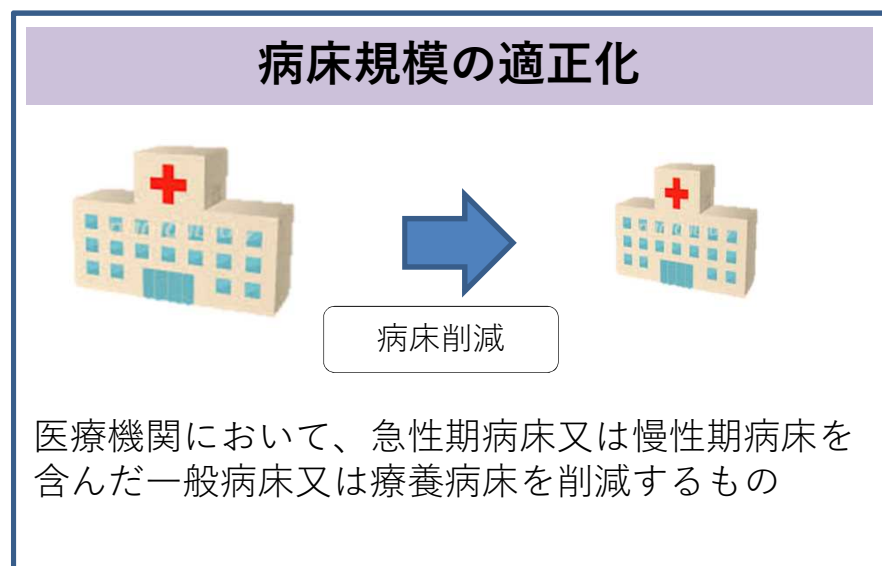 病床規模の適正化
病床削減
医療機関において、急性期病床又は慢性期病床を
含んだ一般病床又は療養病床を削減するもの